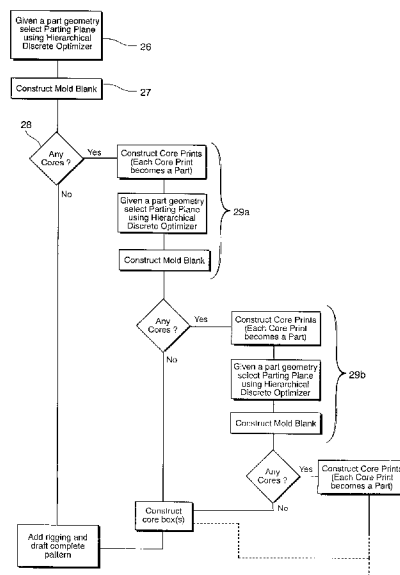 Given a part geometry
select Parting Plane
using Hierarchical
Discrete Optimizer
26
Construct Mold Blank
27
28
Any
Cores ?
Yes
No
Construct Core Prints
(Each Core Print
becomes a Part)
Given a part geometry
select Parting Plane
using Hierarchical
Discrete Optimizer
Construct Mold Blank
29a
Any
Cores ?
Yes
No
Construct Core Prints
(Each Core Print
becomes a Part)
Given a part geometry
select Parting Plane
using Hierarchical
Discrete Optimizer
Construct Mold Blank
29b
Any
Cores ?
Yes
No
Construct Core Prints
(Each Core Print
becomes a Part)
Construct
core box(s)
Add rigging and
draft complete
pattern